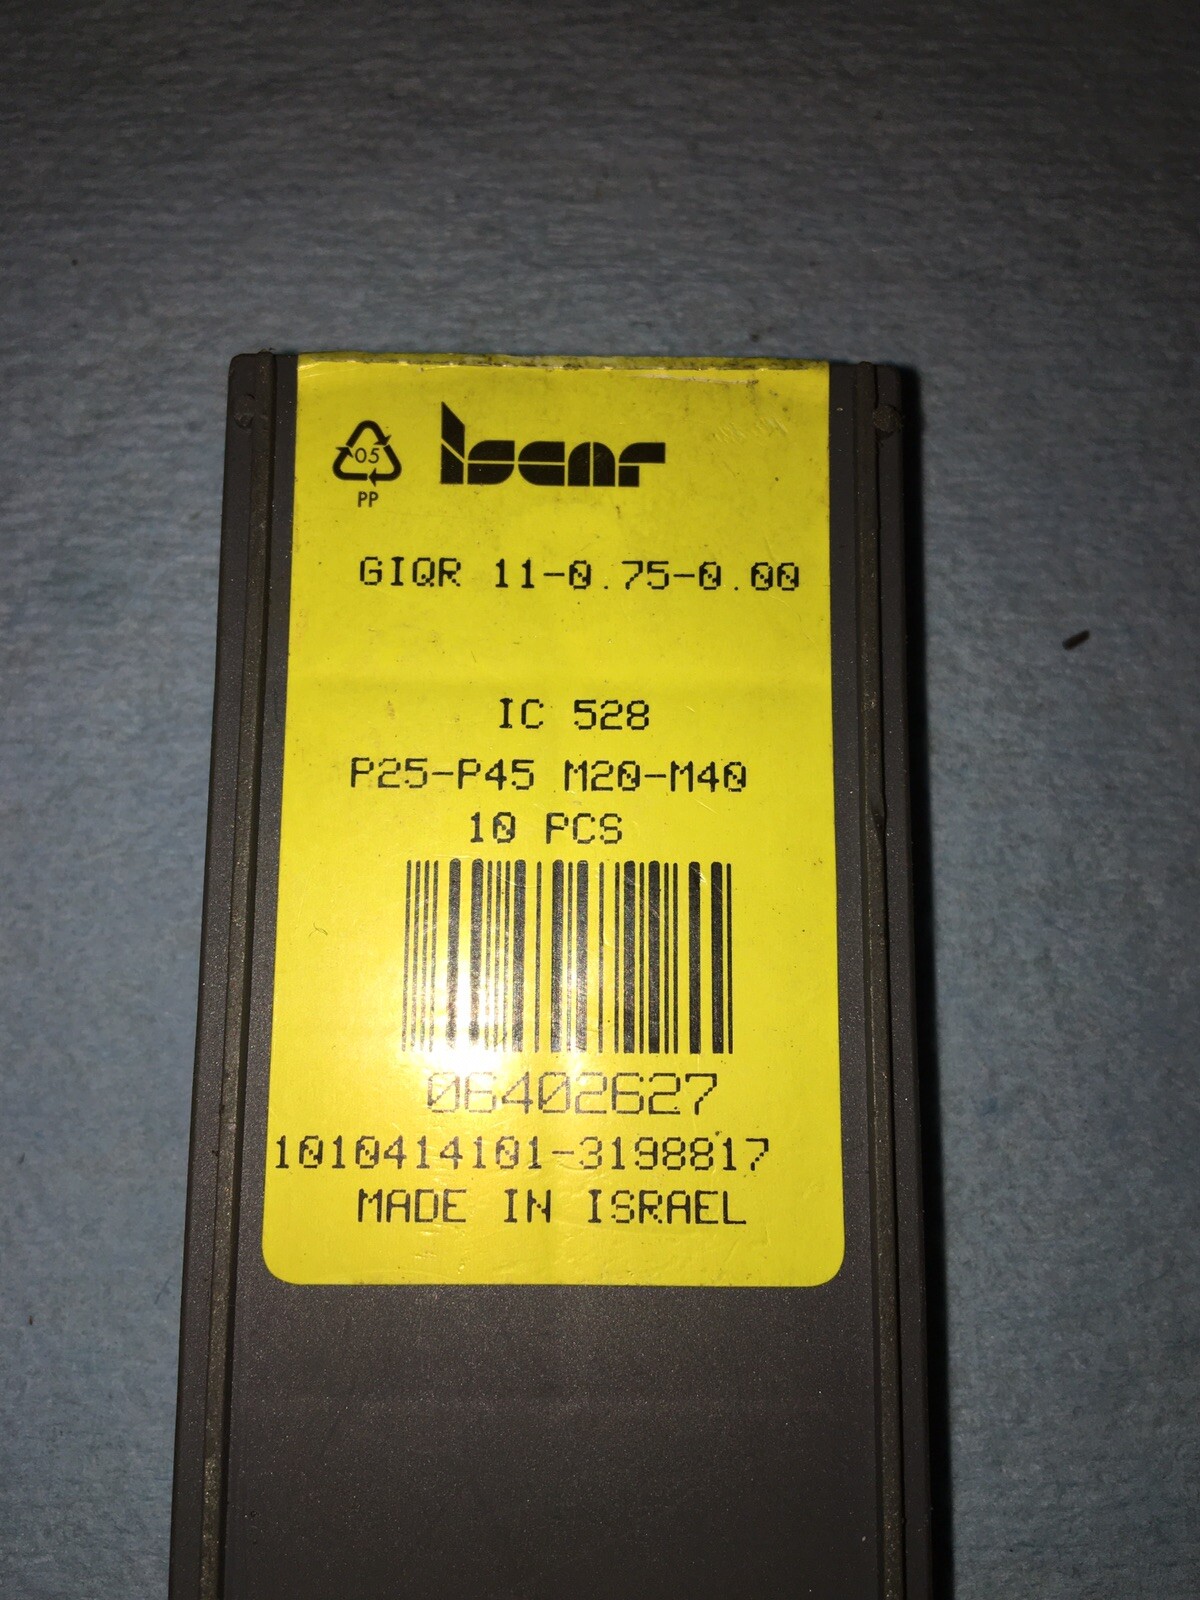 05
PP
iscar
GIQR 11-0.75-0.00
IC 528
P25-P45 M20-M40
10 PCS
06402627
1010414101-3198817
MADE IN ISRAEL